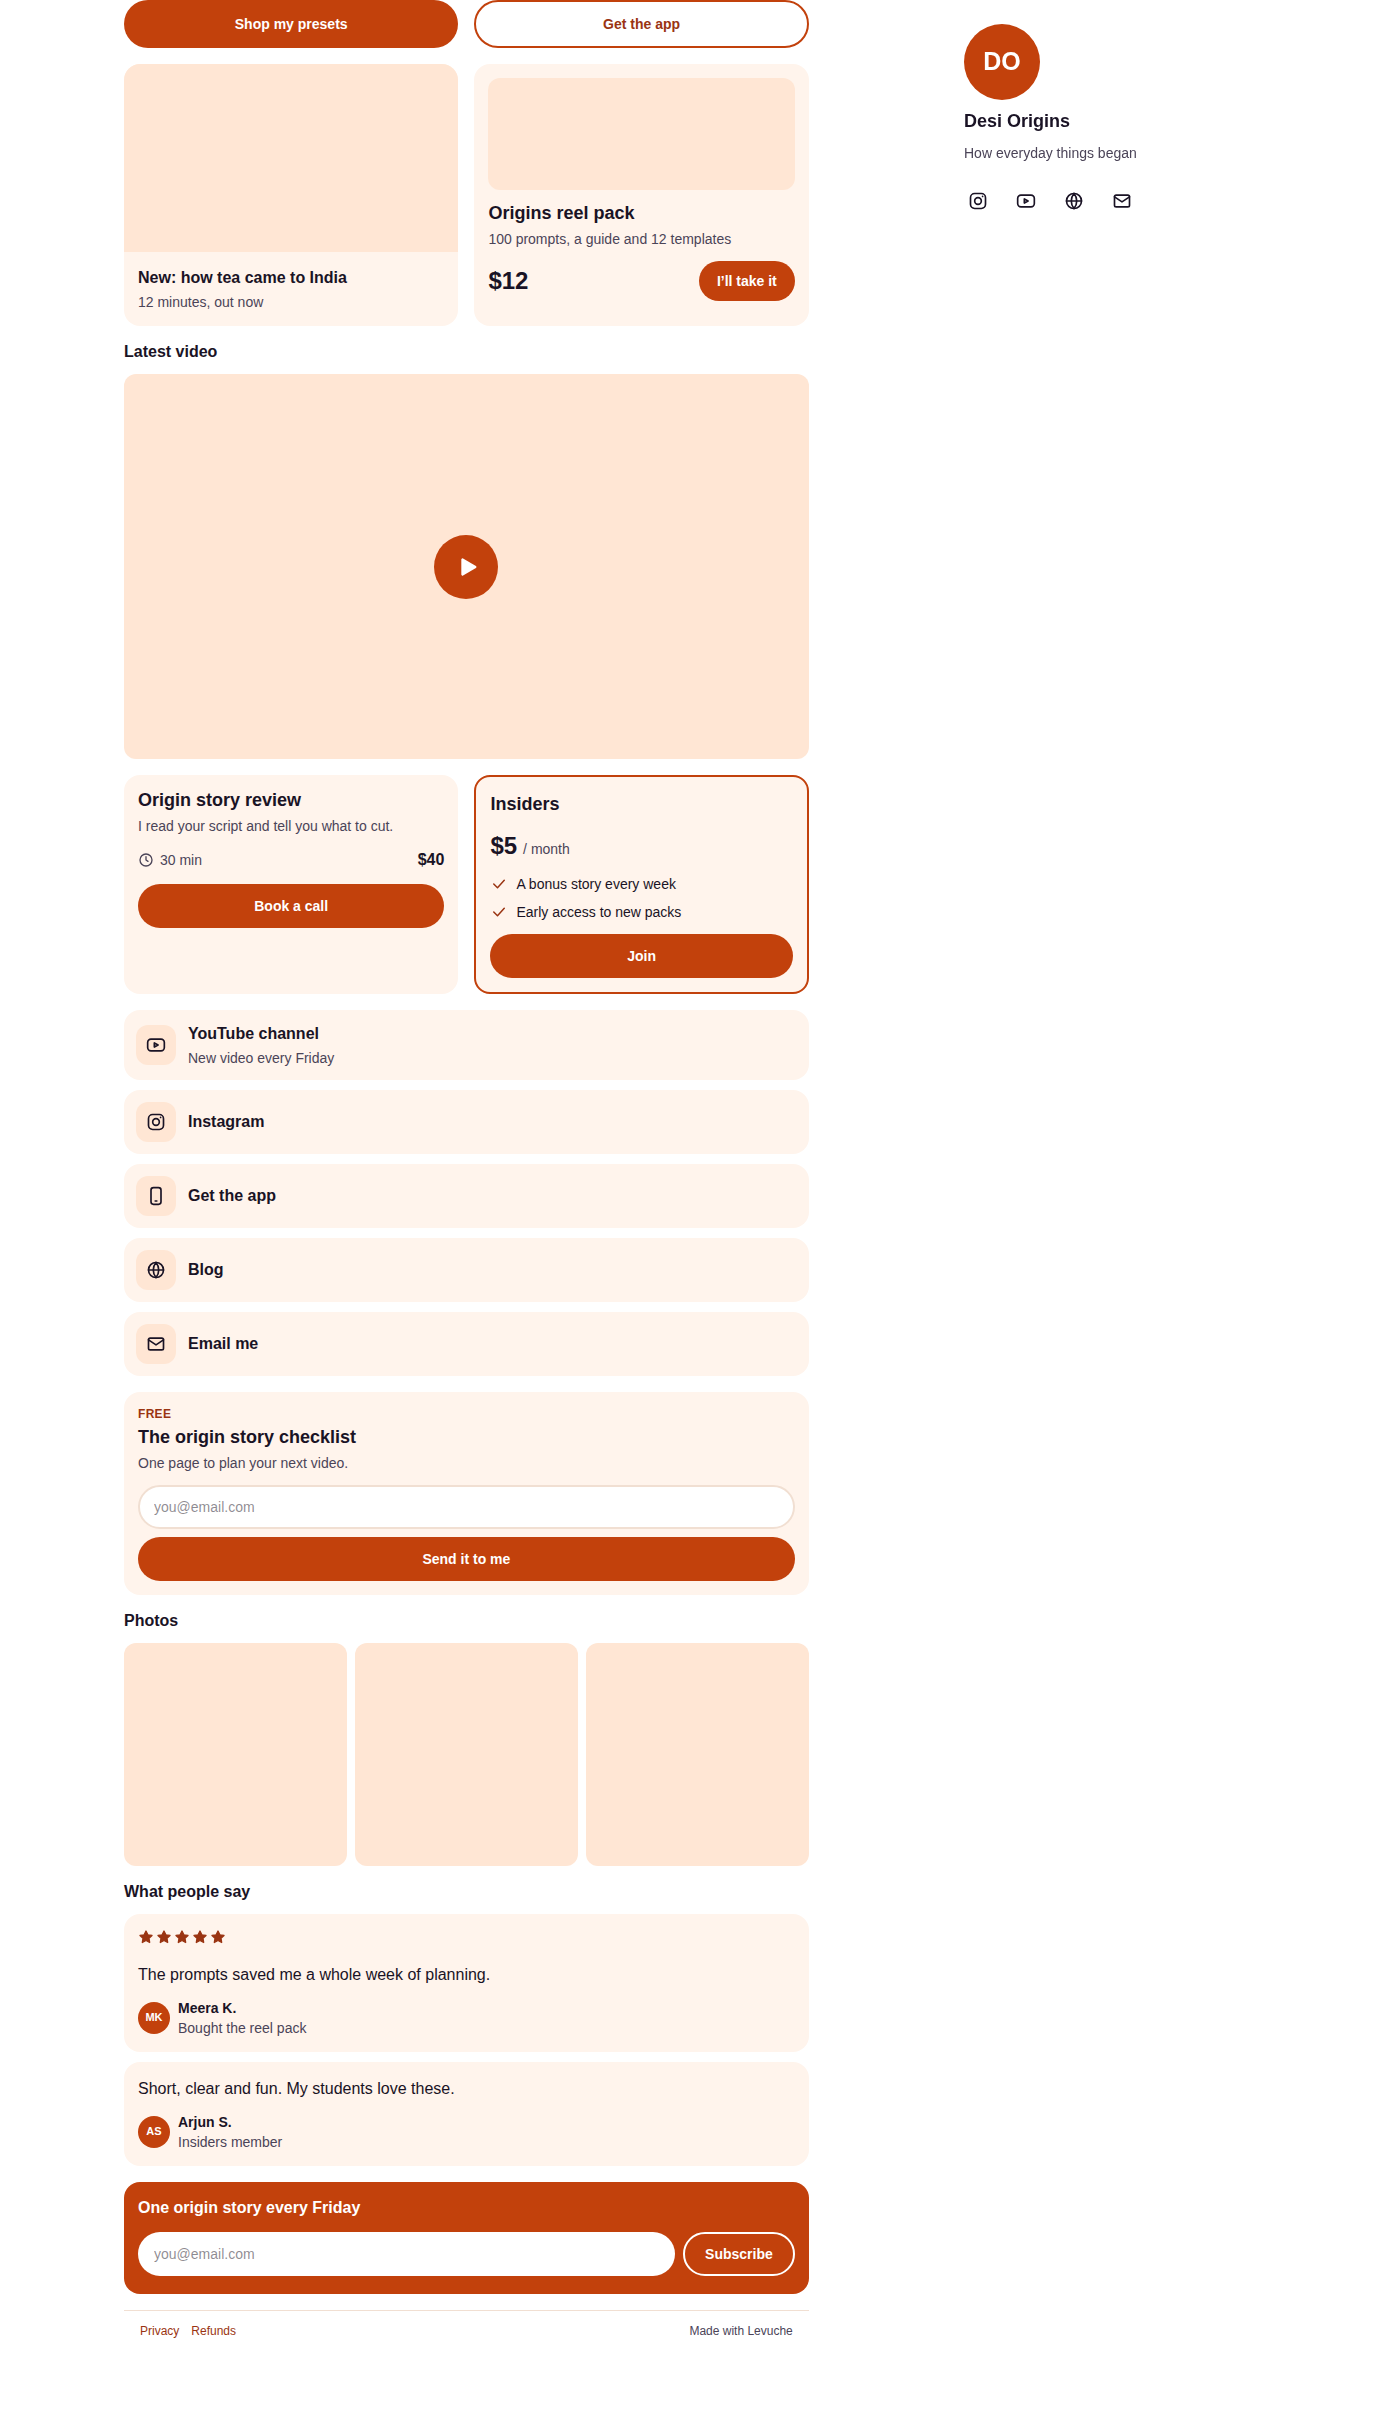 Shop my presets
Get the app
DO
Desi Origins
How everyday things began
New: how tea came to India
12 minutes, out now
Origins reel pack
100 prompts, a guide and 12 templates
$12
I’ll take it
Latest video
Origin story review
I read your script and tell you what to cut.
30 min
$40
Book a call
Insiders
$5 / month
A bonus story every week
Early access to new packs
Join
YouTube channel
New video every Friday
Instagram
Get the app
Blog
Email me
FREE
The origin story checklist
One page to plan your next video.
you@email.com
Send it to me
Photos
What people say
The prompts saved me a whole week of planning.
MK
Meera K.
Bought the reel pack
Short, clear and fun. My students love these.
AS
Arjun S.
Insiders member
One origin story every Friday
you@email.com
Subscribe
Privacy
Refunds
Made with Levuche